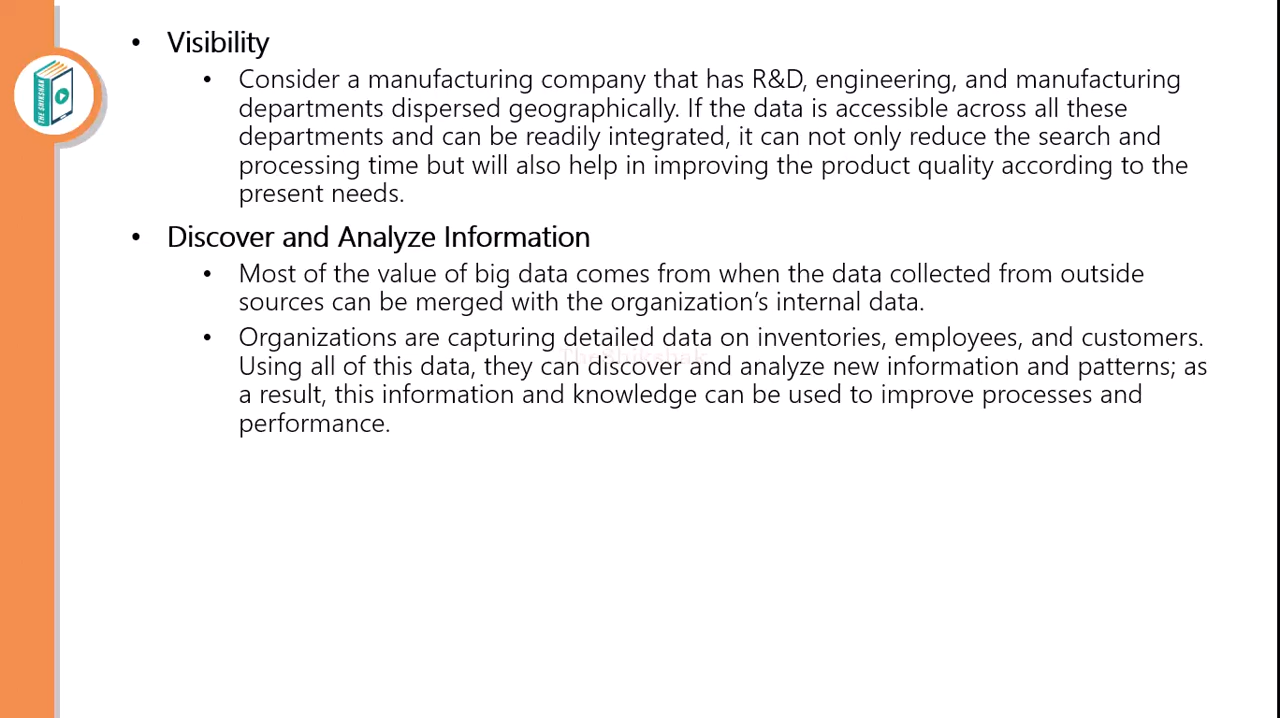 • Visibility
• Consider a manufacturing company that has R&D, engineering, and manufacturing
departments dispersed geographically. If the data is accessible across all these
departments and can be readily integrated, it can not only reduce the search and
processing time but will also help in improving the product quality according to the
present needs.
• Discover and Analyze Information
• Most of the value of big data comes from when the data collected from outside
sources can be merged with the organization’s internal data.
• Organizations are capturing detailed data on inventories, employees, and customers.
Using all of this data, they can discover and analyze new information and patterns; as
a result, this information and knowledge can be used to improve processes and
performance.
THE SHIKSHAK